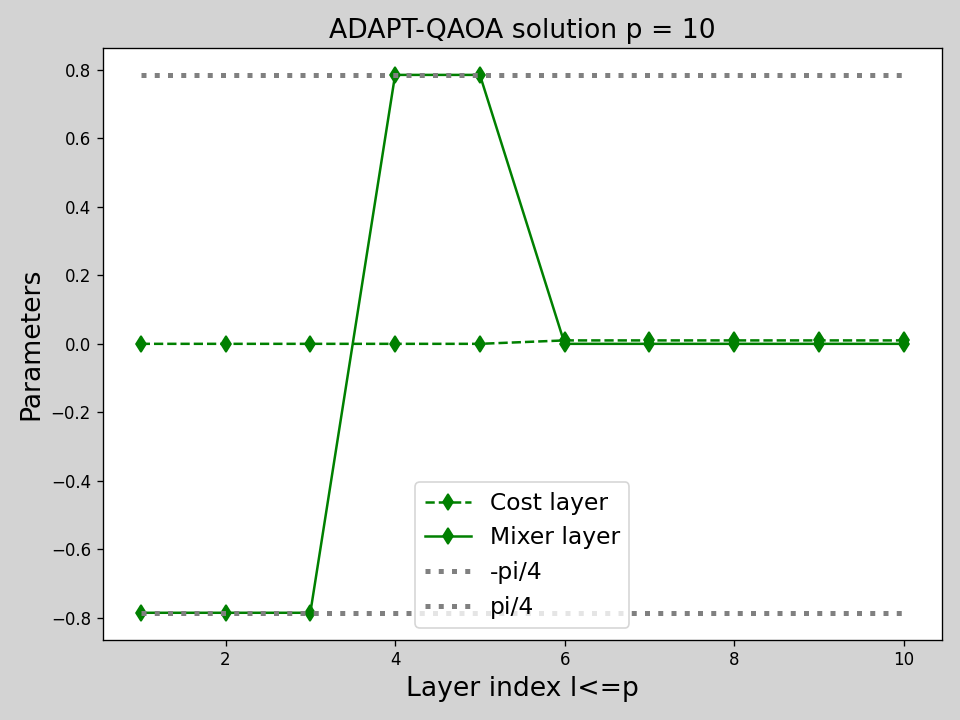 ADAPT-QAOA solution p = 10
Parameters
0.8
0.6
0.4
0.2
0.0
−0.2
−0.4
−0.6
−0.8
Cost layer
Mixer layer
-pi/4
pi/4
2 4 6 8 10
Layer index l<=p